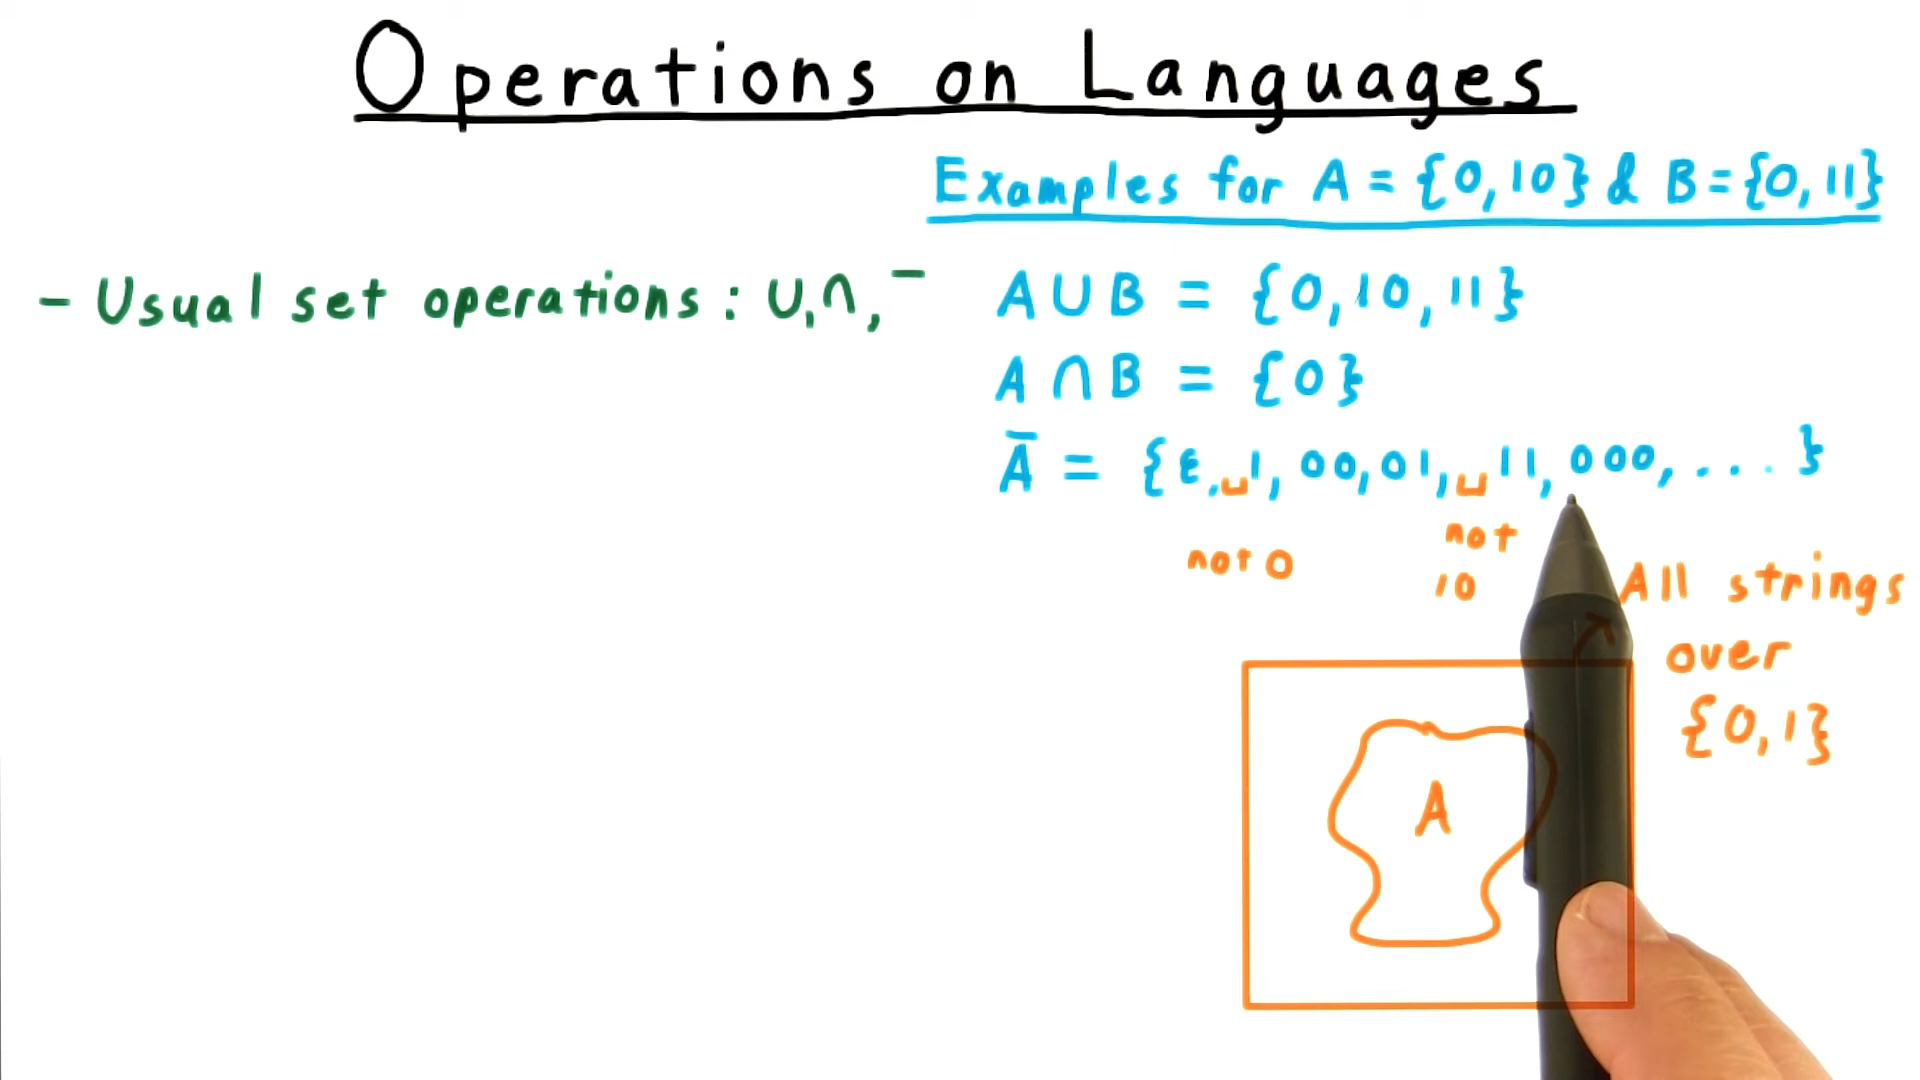 Operations on Languages
Examples for A = {0,10} & B = {0,11}
- Usual set operations : ∪,∩, ‾
A ∪ B = {0,10,11}
A ∩ B = {0}
A̅ = {ε,␣1,00,01,␣11,000,...}
not 0
not
10
All strings
over
{0,1}
A